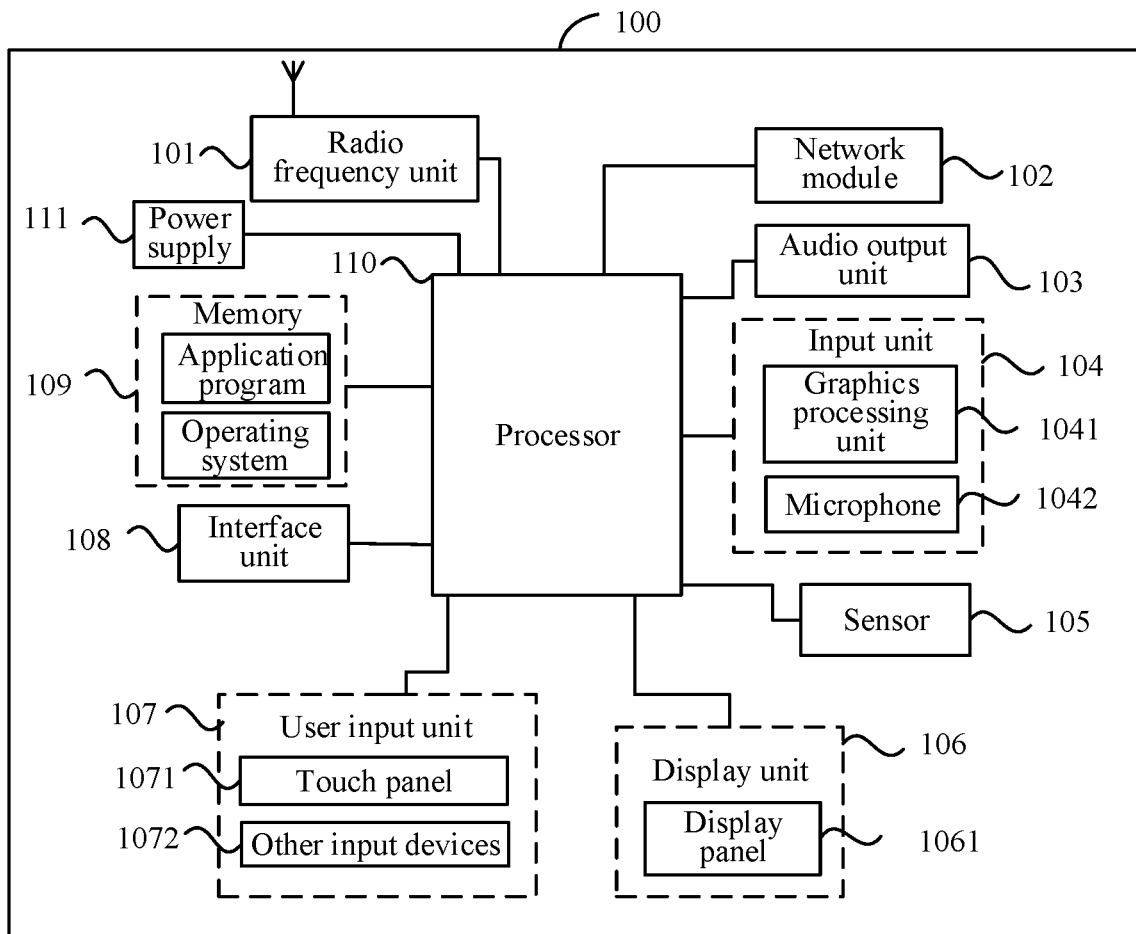 100
Radio
frequency unit
101
Network
module
102
111
Power
supply
110
Audio output
unit
103
Memory
Application
program
Operating
system
109
Processor
Input unit
104
Graphics
processing
unit
1041
Microphone
1042
108
Interface
unit
Sensor
105
107
User input unit
1071
Touch panel
1072
Other input devices
106
Display unit
Display
panel
1061